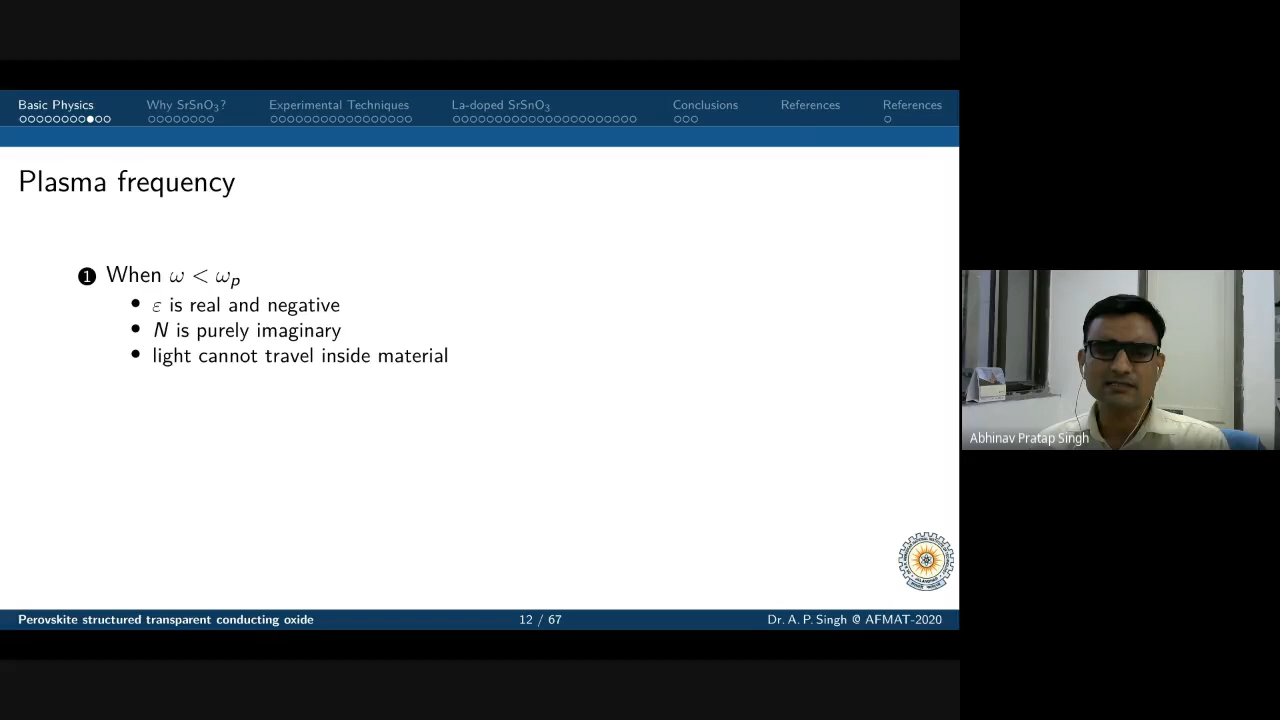 Basic Physics
Why SrSnO₃?
Experimental Techniques
La-doped SrSnO₃
Conclusions
References
References
Plasma frequency
1 When ω < ωₚ
• ε is real and negative
• N is purely imaginary
• light cannot travel inside material
Abhinav Pratap Singh
Perovskite structured transparent conducting oxide
12 / 67
Dr. A. P. Singh @ AFMAT-2020